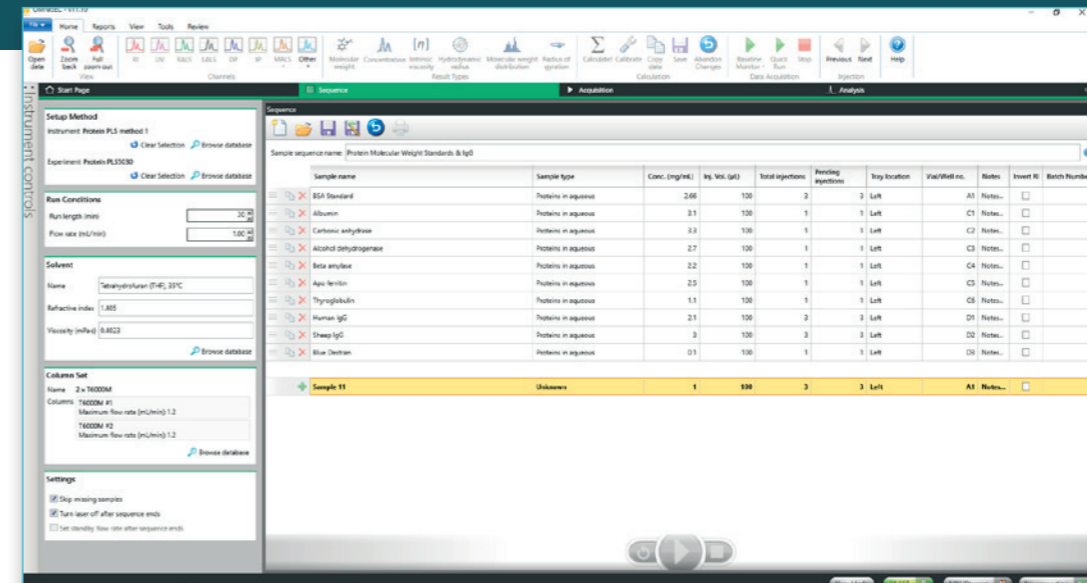 File Home Reports View Tools Review
Open data Zoom back Full zoom out RI UV RALS LALS DP IP MALS Other Molecular weight Concentration Intrinsic viscosity Hydrodynamic radius Molecular weight distribution Radius of gyration Calculate! Calibrate Copy data Save Abandon Changes Baseline Monitor Quick Run Stop Previous Next Help
View Channels Result Types Calculation Data Acquisition Injection
Start Page Sequence Acquisition Analysis
Instrument controls
Setup Method
Instrument Protein PLS method 1
Clear Selection Browse database
Experiment Protein PLS5030
Clear Selection Browse database
Run Conditions
Run length (min)
Flow rate (mL/min) 1.00
Solvent
Name Tetrahydrofuran (THF), 35°C
Refractive index 1.405
Viscosity (mPa·s)
Browse database
Column Set
Name 2 x T6000M
Columns T6000M #1
Maximum flow rate (mL/min) 1.2
T6000M #2
Maximum flow rate (mL/min) 1.2
Browse database
Settings
Skip missing samples
Turn laser off after sequence ends
Set standby flow rate after sequence ends
Sequence
Sample sequence name: Protein Molecular Weight Standards & IgG
Sample name Sample type Conc. (mg/mL) Inj. Vol. (µL) Total injections Pending injections Tray location Vial/Well no. Notes Invert RI Batch Numbe
BSA Standard Proteins in aqueous 2.66 100 3 3 Left A1 Notes...
Albumin Proteins in aqueous 3.1 100 1 1 Left C1 Notes...
Carbonic anhydrase Proteins in aqueous 3.3 100 1 1 Left C2 Notes...
Alcohol dehydrogenase Proteins in aqueous 2.7 100 1 1 Left C3 Notes...
Beta amylase Proteins in aqueous 2.2 100 1 1 Left C4 Notes...
Apo ferritin Proteins in aqueous 2.5 100 1 1 Left C5 Notes...
Thyroglobulin Proteins in aqueous 1.1 100 1 1 Left C6 Notes...
Human IgG Proteins in aqueous 2.1 100 3 3 Left D1 Notes...
Sheep IgG Proteins in aqueous 3 100 3 3 Left D2 Notes...
Blue Dextran Proteins in aqueous 0.1 100 1 1 Left D3 Notes...
Sample 11 Unknown 1 100 3 3 Left A1 Notes...